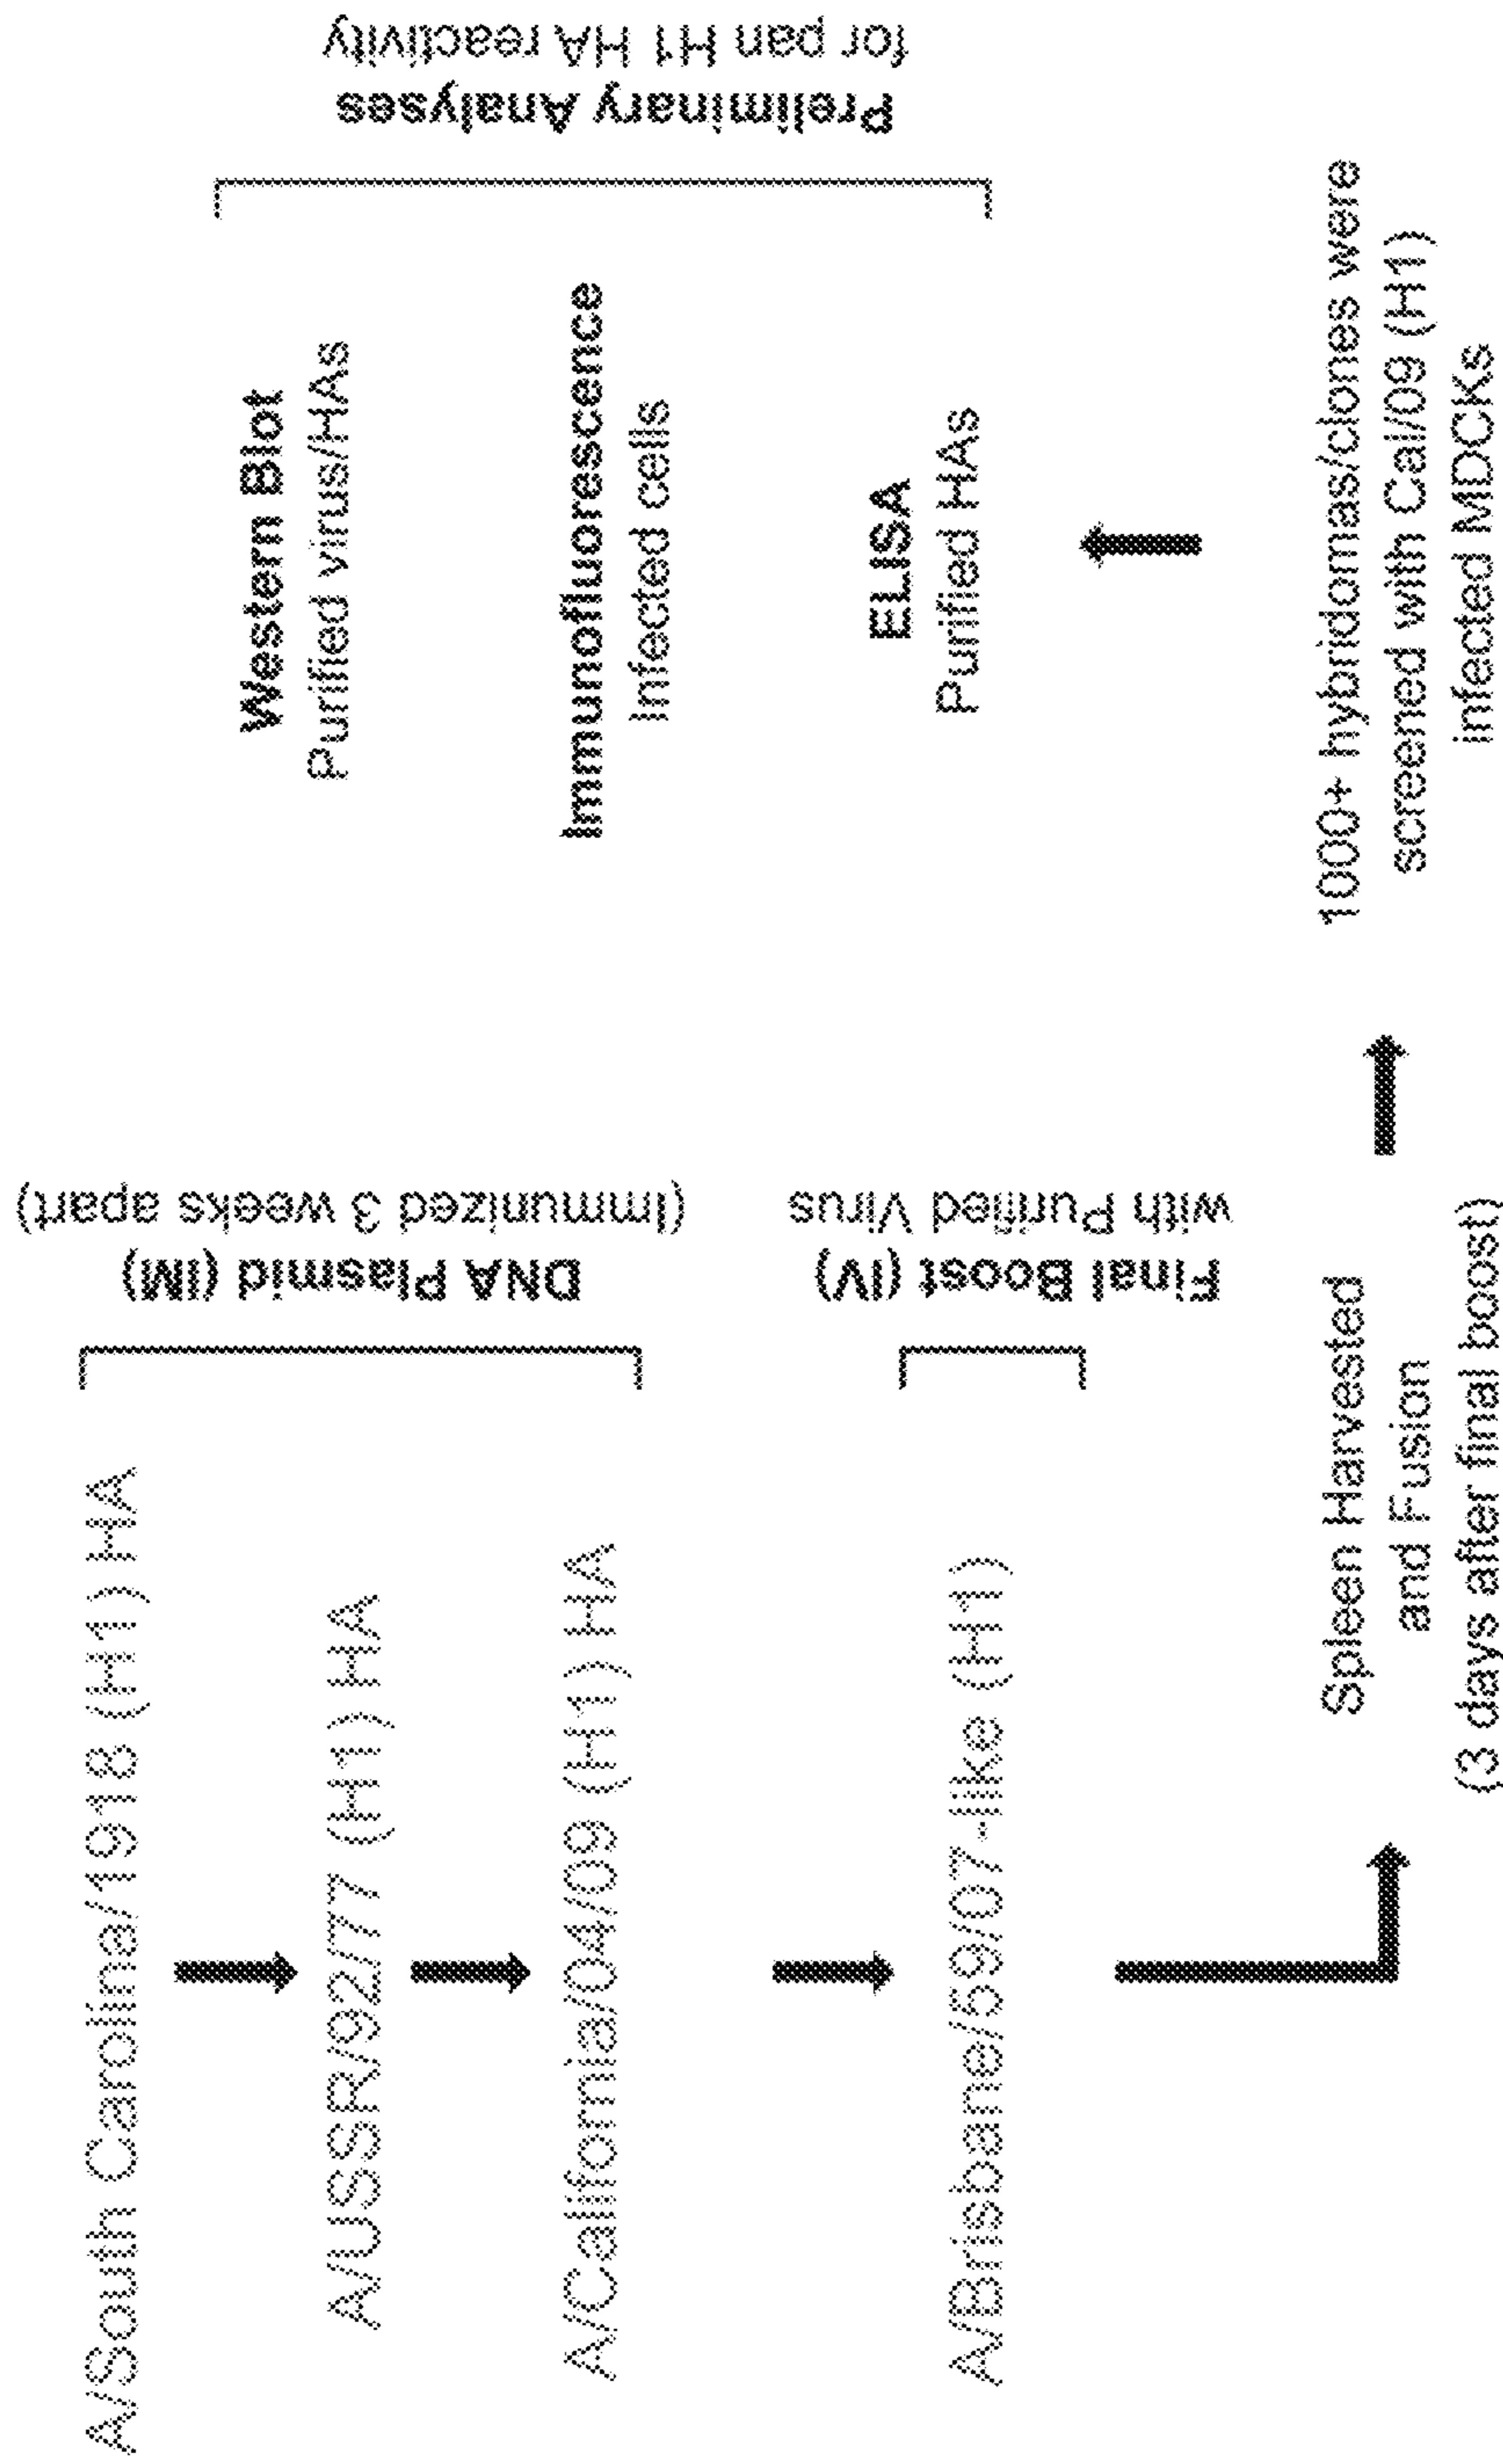 A/South Carolina/1918 (H1) HA
A/USSR/92/77 (H1) HA
A/California/04/09 (H1) HA
DNA Plasmid (IM)
(Immunized 3 weeks apart)
A/Brisbane/59/07-like (H1)
Final Boost (IV)
with Purified Virus
Spleen Harvested
and Fusion
(3 days after final boost)
1000+ hybridomas/clones were
screened with Cal/09 (H1)
infected MDCKs
ELISA
Purified HAs
Immunofluorescence
Infected cells
Western Blot
Purified virus/HAs
Preliminary Analyses
for pan H1 HA reactivity